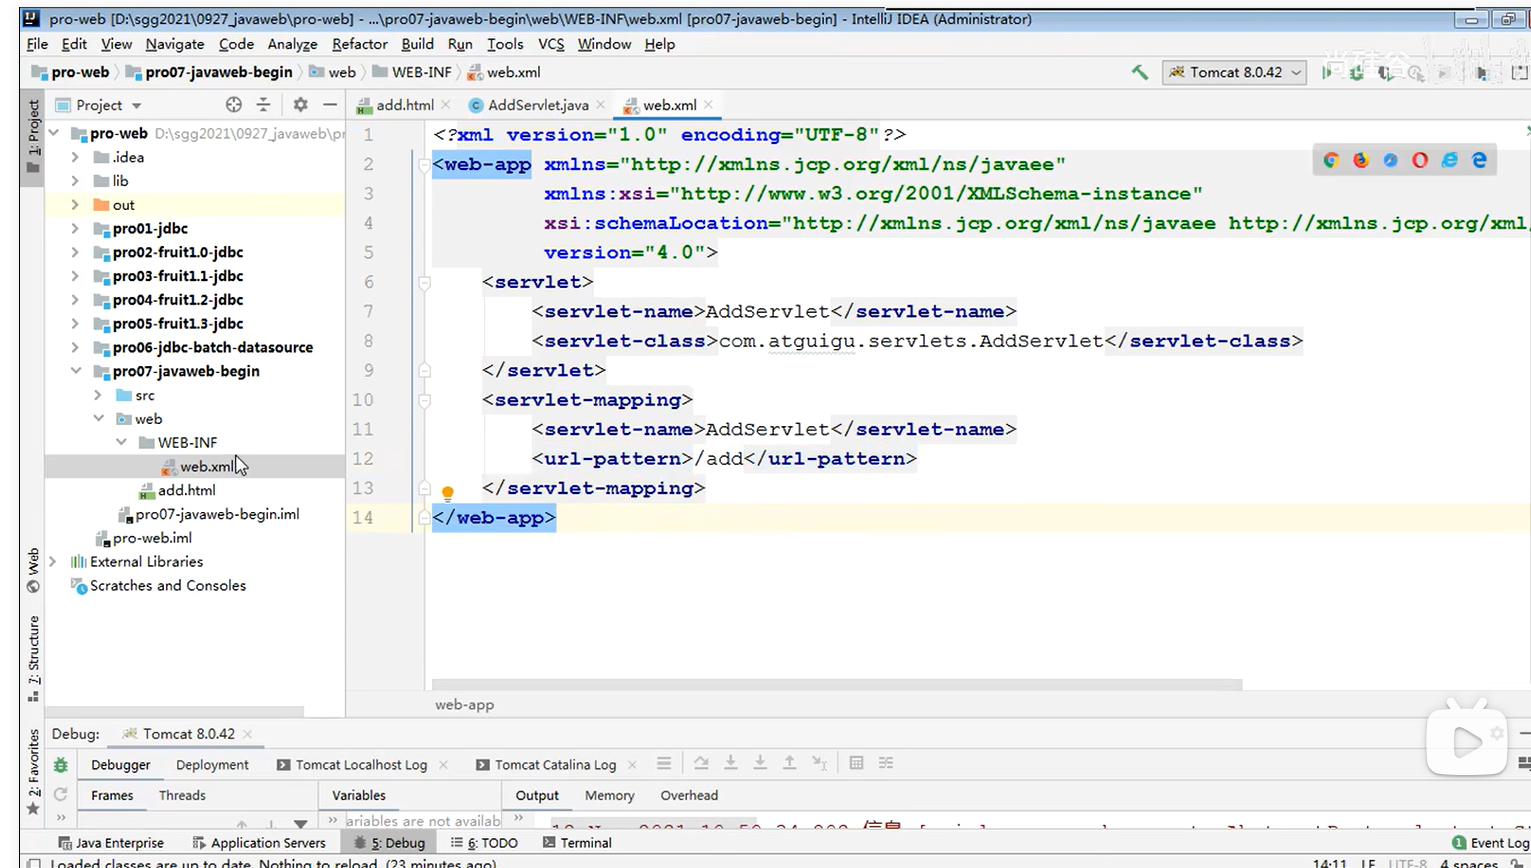 pro-web [D:\sgg2021\0927_javaweb\pro-web] - ...\pro07-javaweb-begin\web\WEB-INF\web.xml [pro07-javaweb-begin] - IntelliJ IDEA (Administrator)
File Edit View Navigate Code Analyze Refactor Build Run Tools VCS Window Help
pro-web pro07-javaweb-begin web WEB-INF web.xml Tomcat 8.0.42 尚硅谷
Project add.html AddServlet.java web.xml
1: Project
pro-web D:\sgg2021\0927_javaweb\pr
.idea
lib
out
pro01-jdbc
pro02-fruit1.0-jdbc
pro03-fruit1.1-jdbc
pro04-fruit1.2-jdbc
pro05-fruit1.3-jdbc
pro06-jdbc-batch-datasource
pro07-javaweb-begin
src
web
WEB-INF
web.xml
add.html
pro07-javaweb-begin.iml
pro-web.iml
External Libraries
Scratches and Consoles
Web
7: Structure
2: Favorites
1 <?xml version="1.0" encoding="UTF-8"?>
2 <web-app xmlns="http://xmlns.jcp.org/xml/ns/javaee"
3 xmlns:xsi="http://www.w3.org/2001/XMLSchema-instance"
4 xsi:schemaLocation="http://xmlns.jcp.org/xml/ns/javaee http://xmlns.jcp.org/xml,
5 version="4.0">
6 <servlet>
7 <servlet-name>AddServlet</servlet-name>
8 <servlet-class>com.atguigu.servlets.AddServlet</servlet-class>
9 </servlet>
10 <servlet-mapping>
11 <servlet-name>AddServlet</servlet-name>
12 <url-pattern>/add</url-pattern>
13 </servlet-mapping>
14 </web-app>
web-app
Debug: Tomcat 8.0.42
Debugger Deployment Tomcat Localhost Log Tomcat Catalina Log
Frames Threads Variables Output Memory Overhead
ariables are not availab
Java Enterprise Application Servers 5: Debug 6: TODO Terminal 1 Event Log
Loaded classes are up to date. Nothing to reload. (23 minutes ago) 14:11 LF UTF-8 4 spaces